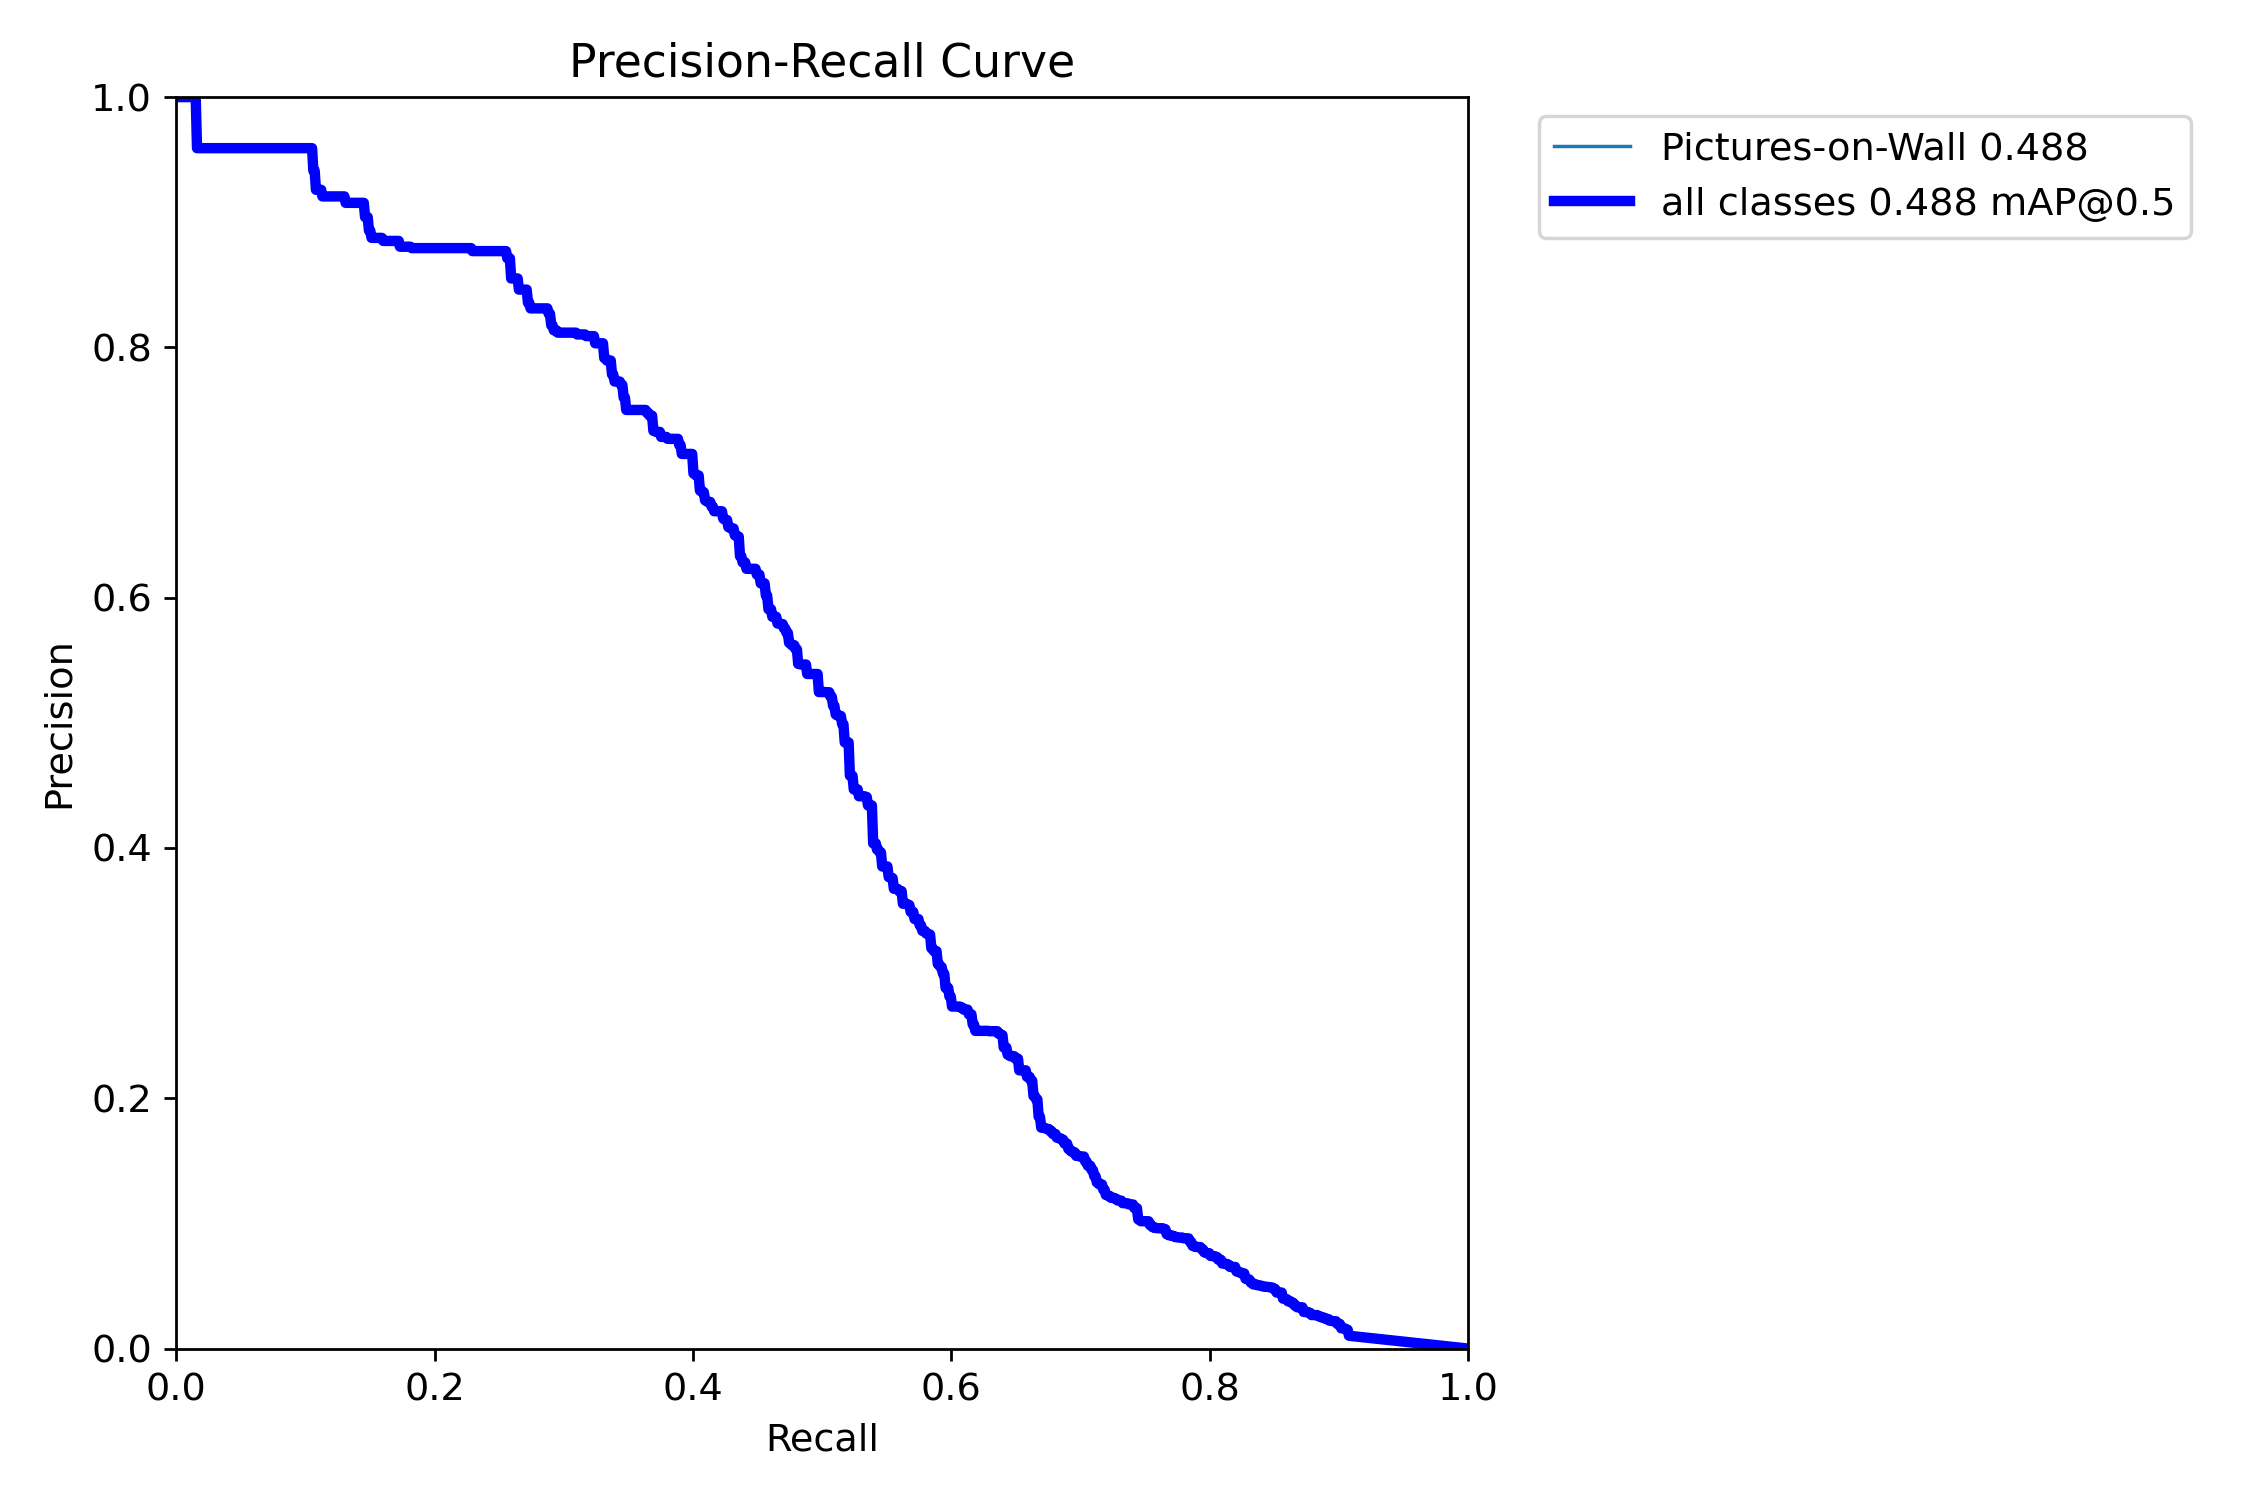 Precision-Recall Curve
1.0
0.8
0.6
0.4
0.2
0.0
Precision
0.0 0.2 0.4 0.6 0.8 1.0
Recall
Pictures-on-Wall 0.488
all classes 0.488 mAP@0.5